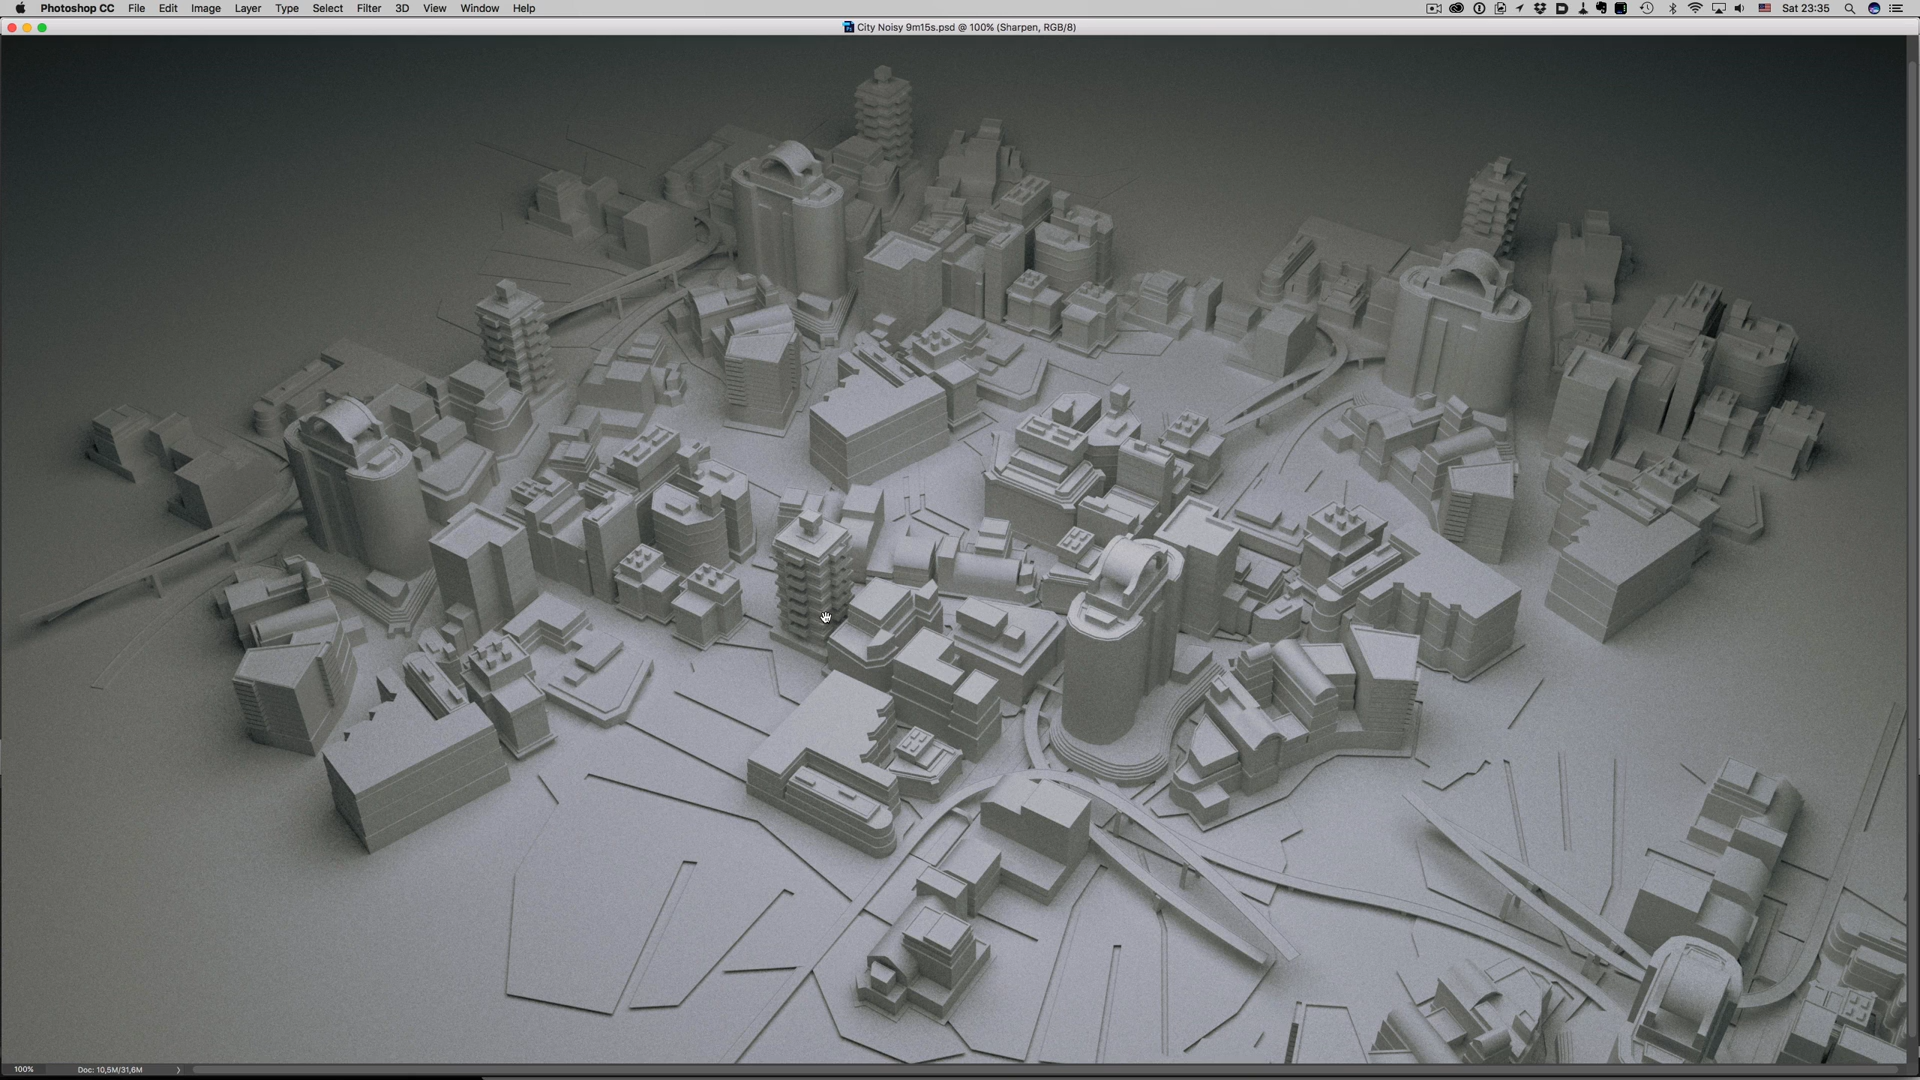 Photoshop CC File Edit Image Layer Type Select Filter 3D View Window Help Sat 23:35
City Noisy 9m15s.psd @ 100% (Sharpen, RGB/8)
100% Doc: 10,5M/31,6M